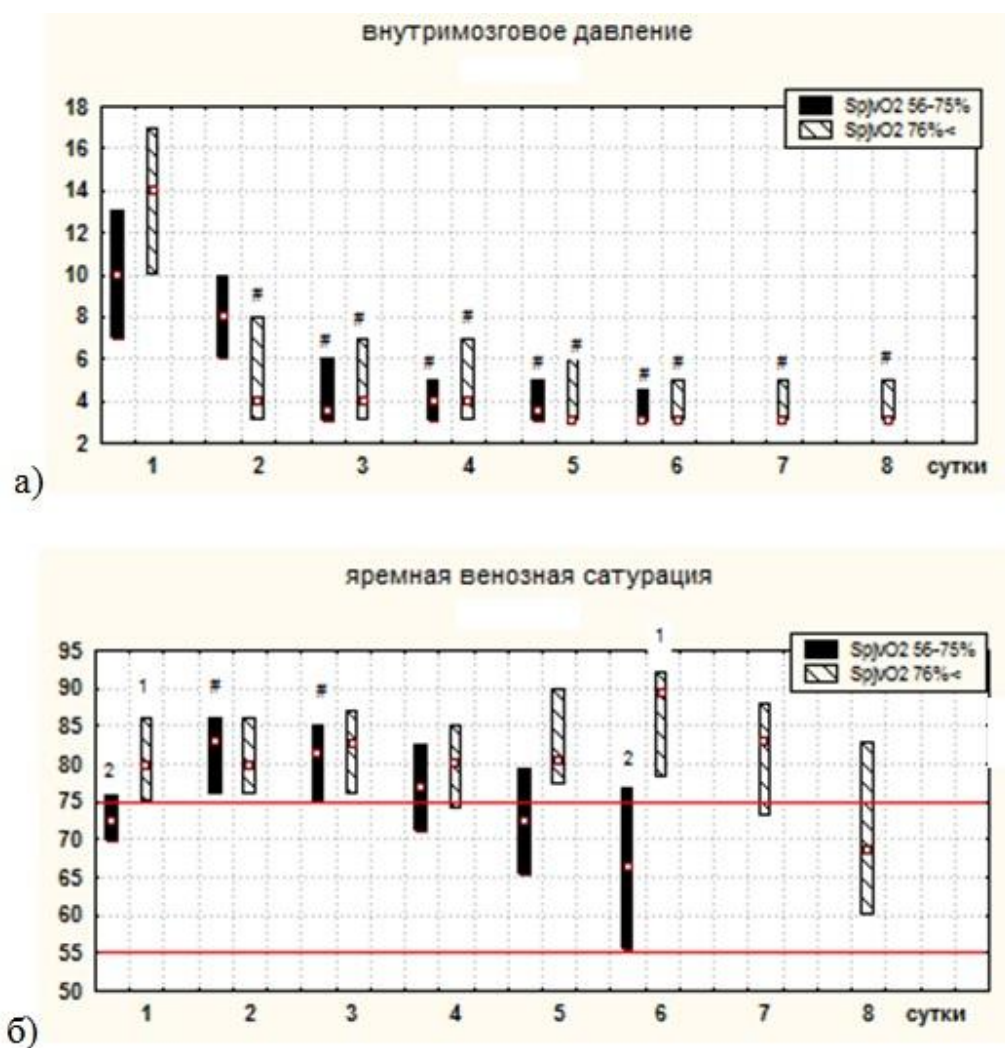 внутримозговое давление
SpjvO2 56-75%
SpjvO2 76%<
18
16
14
12
10
8
6
4
2
# # # # # # # # # # #
1 2 3 4 5 6 7 8 сутки
а)
яремная венозная сатурация
SpjvO2 56-75%
SpjvO2 76%<
95
90
85
80
75
70
65
60
55
50
2 1 # # 2 1
1 2 3 4 5 6 7 8 сутки
б)